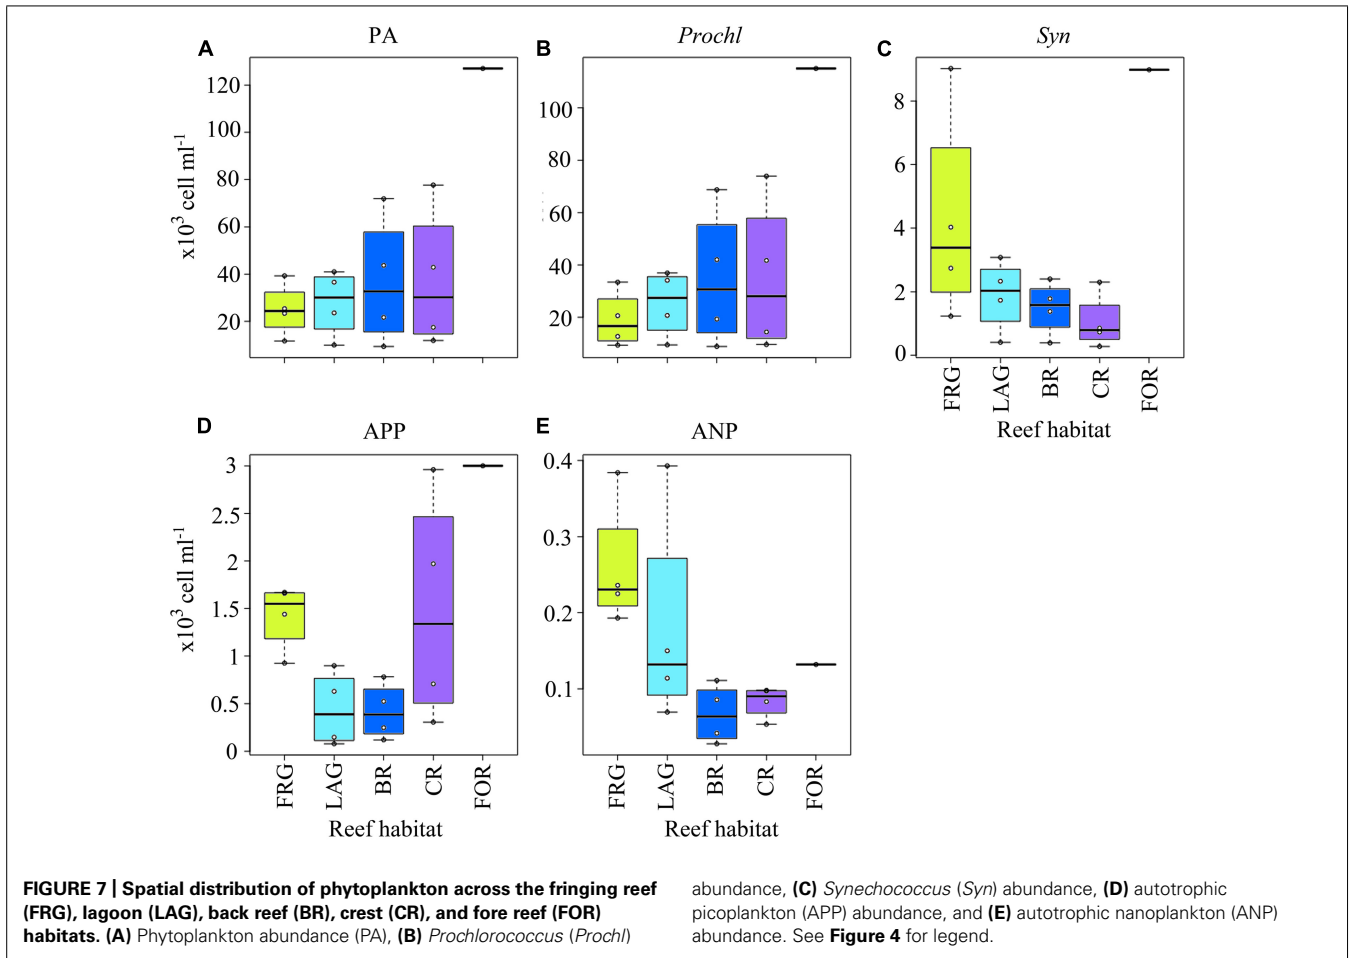 A PA
B Prochl
C Syn
x10³ cell ml⁻¹
120
100
80
60
40
20
100
80
60
40
20
8
6
4
2
0
FRG
LAG
BR
CR
FOR
Reef habitat
D APP
E ANP
x10³ cell ml⁻¹
3
2.5
2
1.5
1
0.5
0
0.4
0.3
0.2
0.1
FRG
LAG
BR
CR
FOR
Reef habitat
FRG
LAG
BR
CR
FOR
Reef habitat
FIGURE 7 | Spatial distribution of phytoplankton across the fringing reef
(FRG), lagoon (LAG), back reef (BR), crest (CR), and fore reef (FOR)
habitats. (A) Phytoplankton abundance (PA), (B) Prochlorococcus (Prochl)
abundance, (C) Synechococcus (Syn) abundance, (D) autotrophic
picoplankton (APP) abundance, and (E) autotrophic nanoplankton (ANP)
abundance. See Figure 4 for legend.